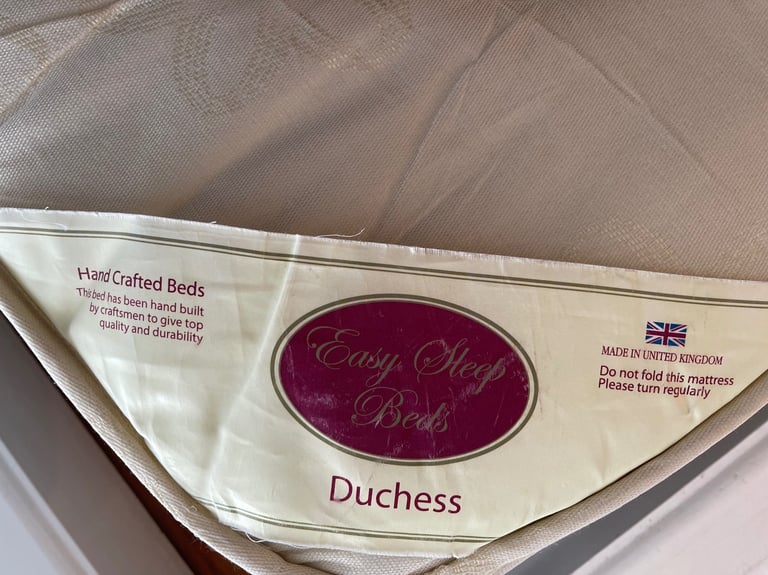 Hand Crafted Beds
This bed has been hand built
by craftsmen to give top
quality and durability
Easy Sleep
Beds
Duchess
MADE IN UNITED KINGDOM
Do not fold this mattress
Please turn regularly